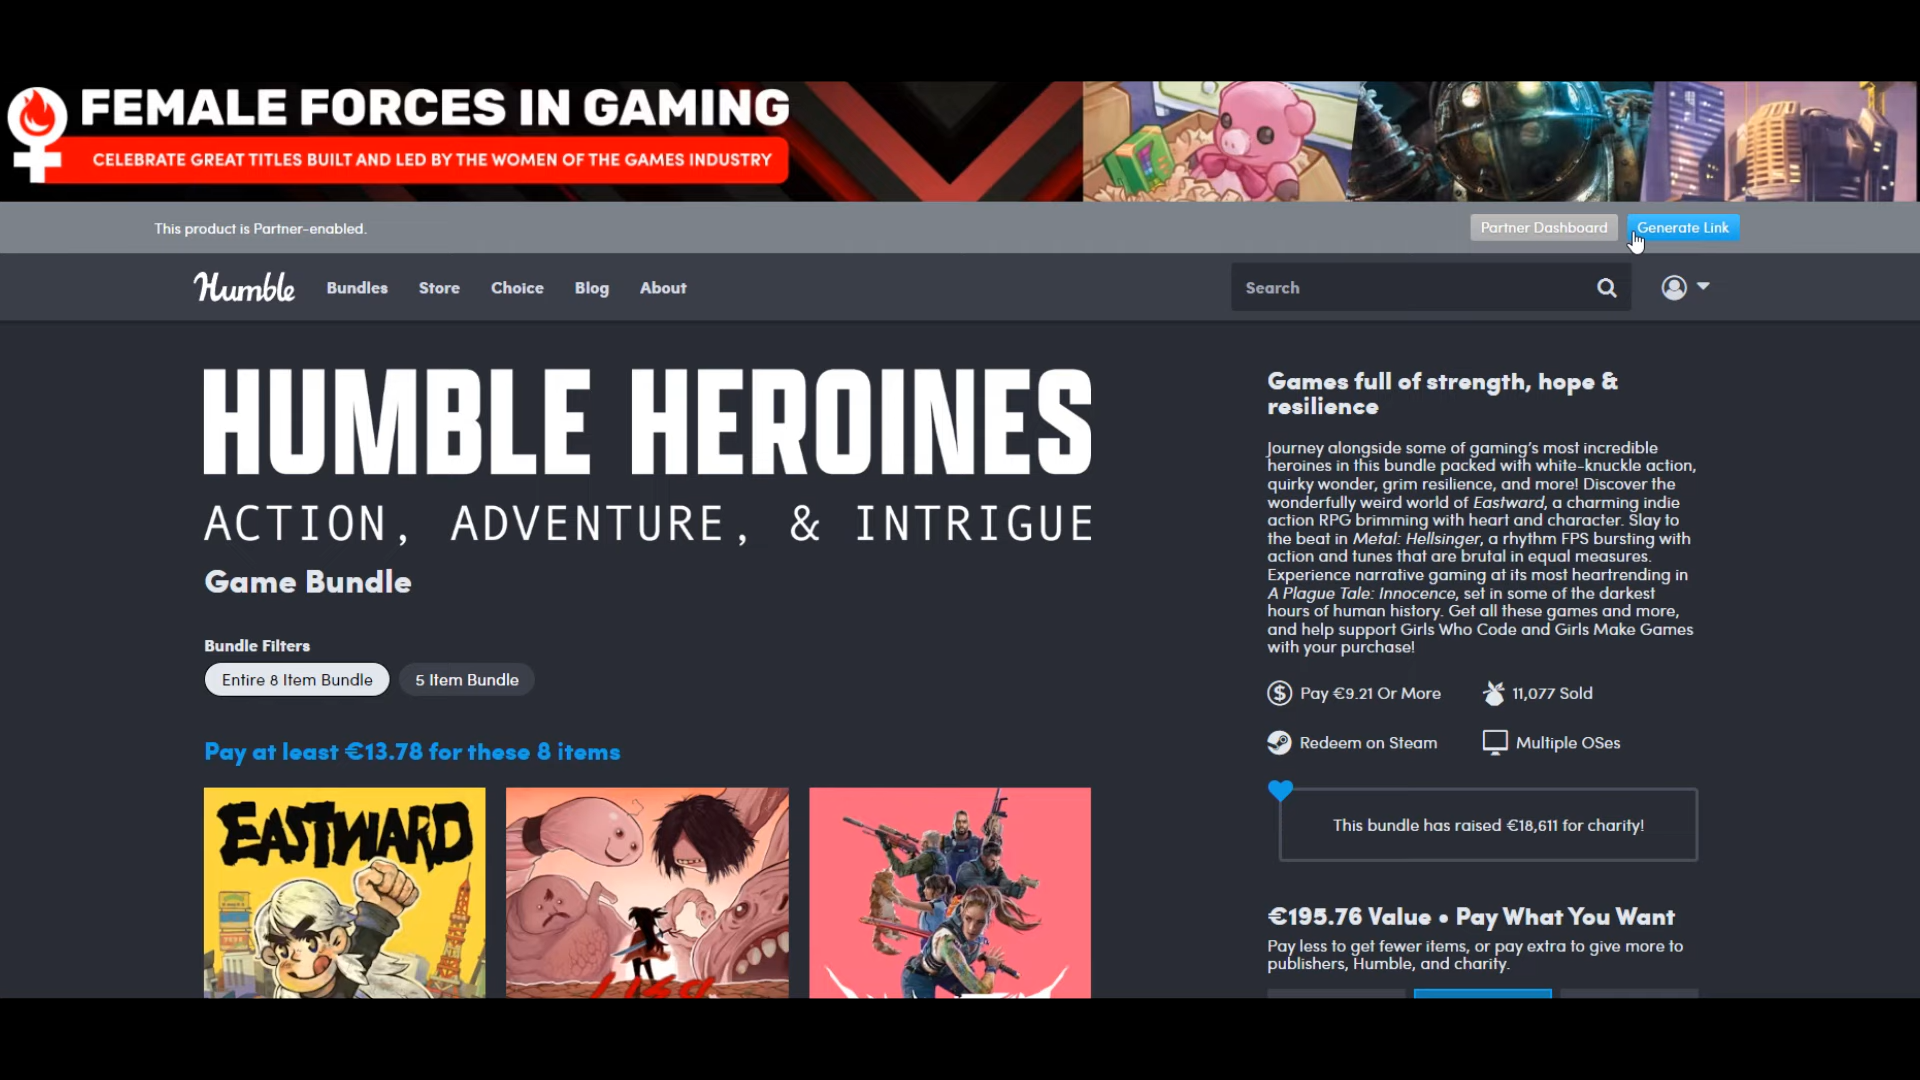 FEMALE FORCES IN GAMING
CELEBRATE GREAT TITLES BUILT AND LED BY THE WOMEN OF THE GAMES INDUSTRY
This product is Partner-enabled.
Partner Dashboard
Generate Link
Humble
Bundles
Store
Choice
Blog
About
Search
HUMBLE HEROINES
ACTION, ADVENTURE, & INTRIGUE
Game Bundle
Bundle Filters
Entire 8 Item Bundle
5 Item Bundle
Pay at least €13.78 for these 8 items
EASTWARD
LISA
Games full of strength, hope &
resilience
Journey alongside some of gaming's most incredible
heroines in this bundle packed with white-knuckle action,
quirky wonder, grim resilience, and more! Discover the
wonderfully weird world of Eastward, a charming indie
action RPG brimming with heart and character. Slay to
the beat in Metal: Hellsinger, a rhythm FPS bursting with
action and tunes that are brutal in equal measures.
Experience narrative gaming at its most heartrending in
A Plague Tale: Innocence, set in some of the darkest
hours of human history. Get all these games and more,
and help support Girls Who Code and Girls Make Games
with your purchase!
Pay €9.21 Or More
11,077 Sold
Redeem on Steam
Multiple OSes
This bundle has raised €18,611 for charity!
€195.76 Value • Pay What You Want
Pay less to get fewer items, or pay extra to give more to
publishers, Humble, and charity.